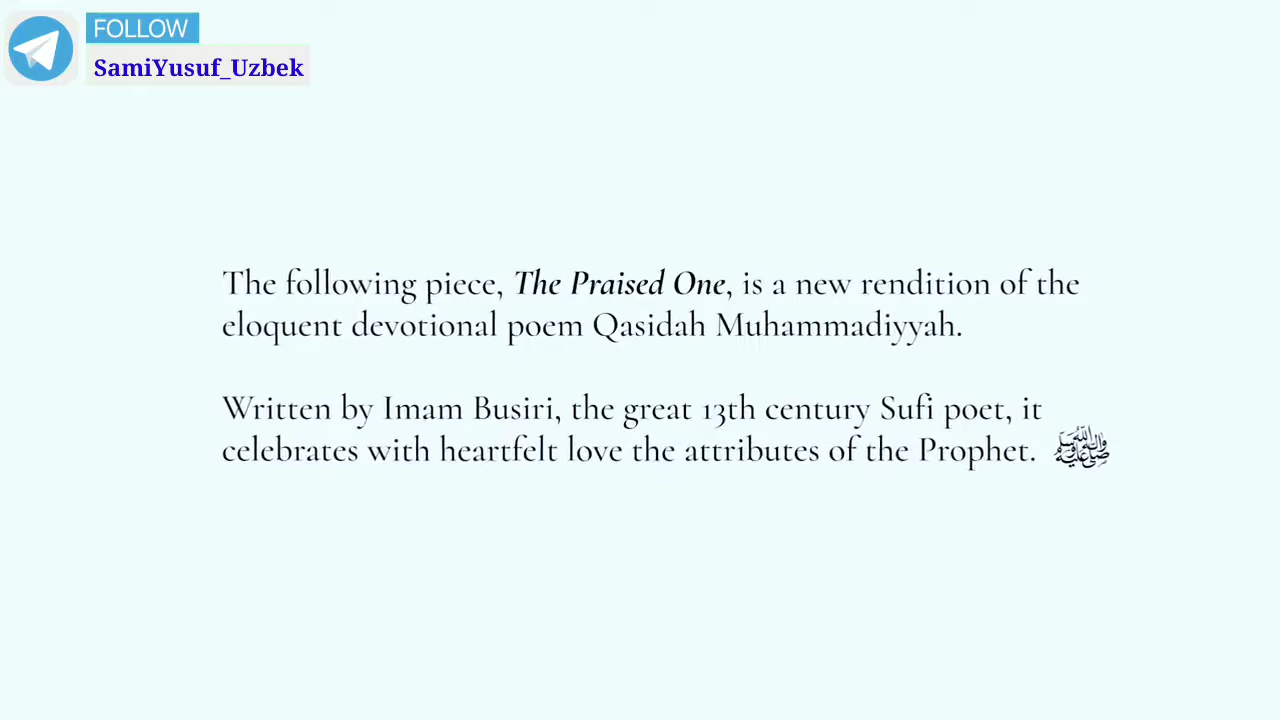 FOLLOW
SamiYusuf_Uzbek
The following piece, The Praised One, is a new rendition of the
eloquent devotional poem Qasidah Muhammadiyyah.
Written by Imam Busiri, the great 13th century Sufi poet, it
celebrates with heartfelt love the attributes of the Prophet. ﷺ